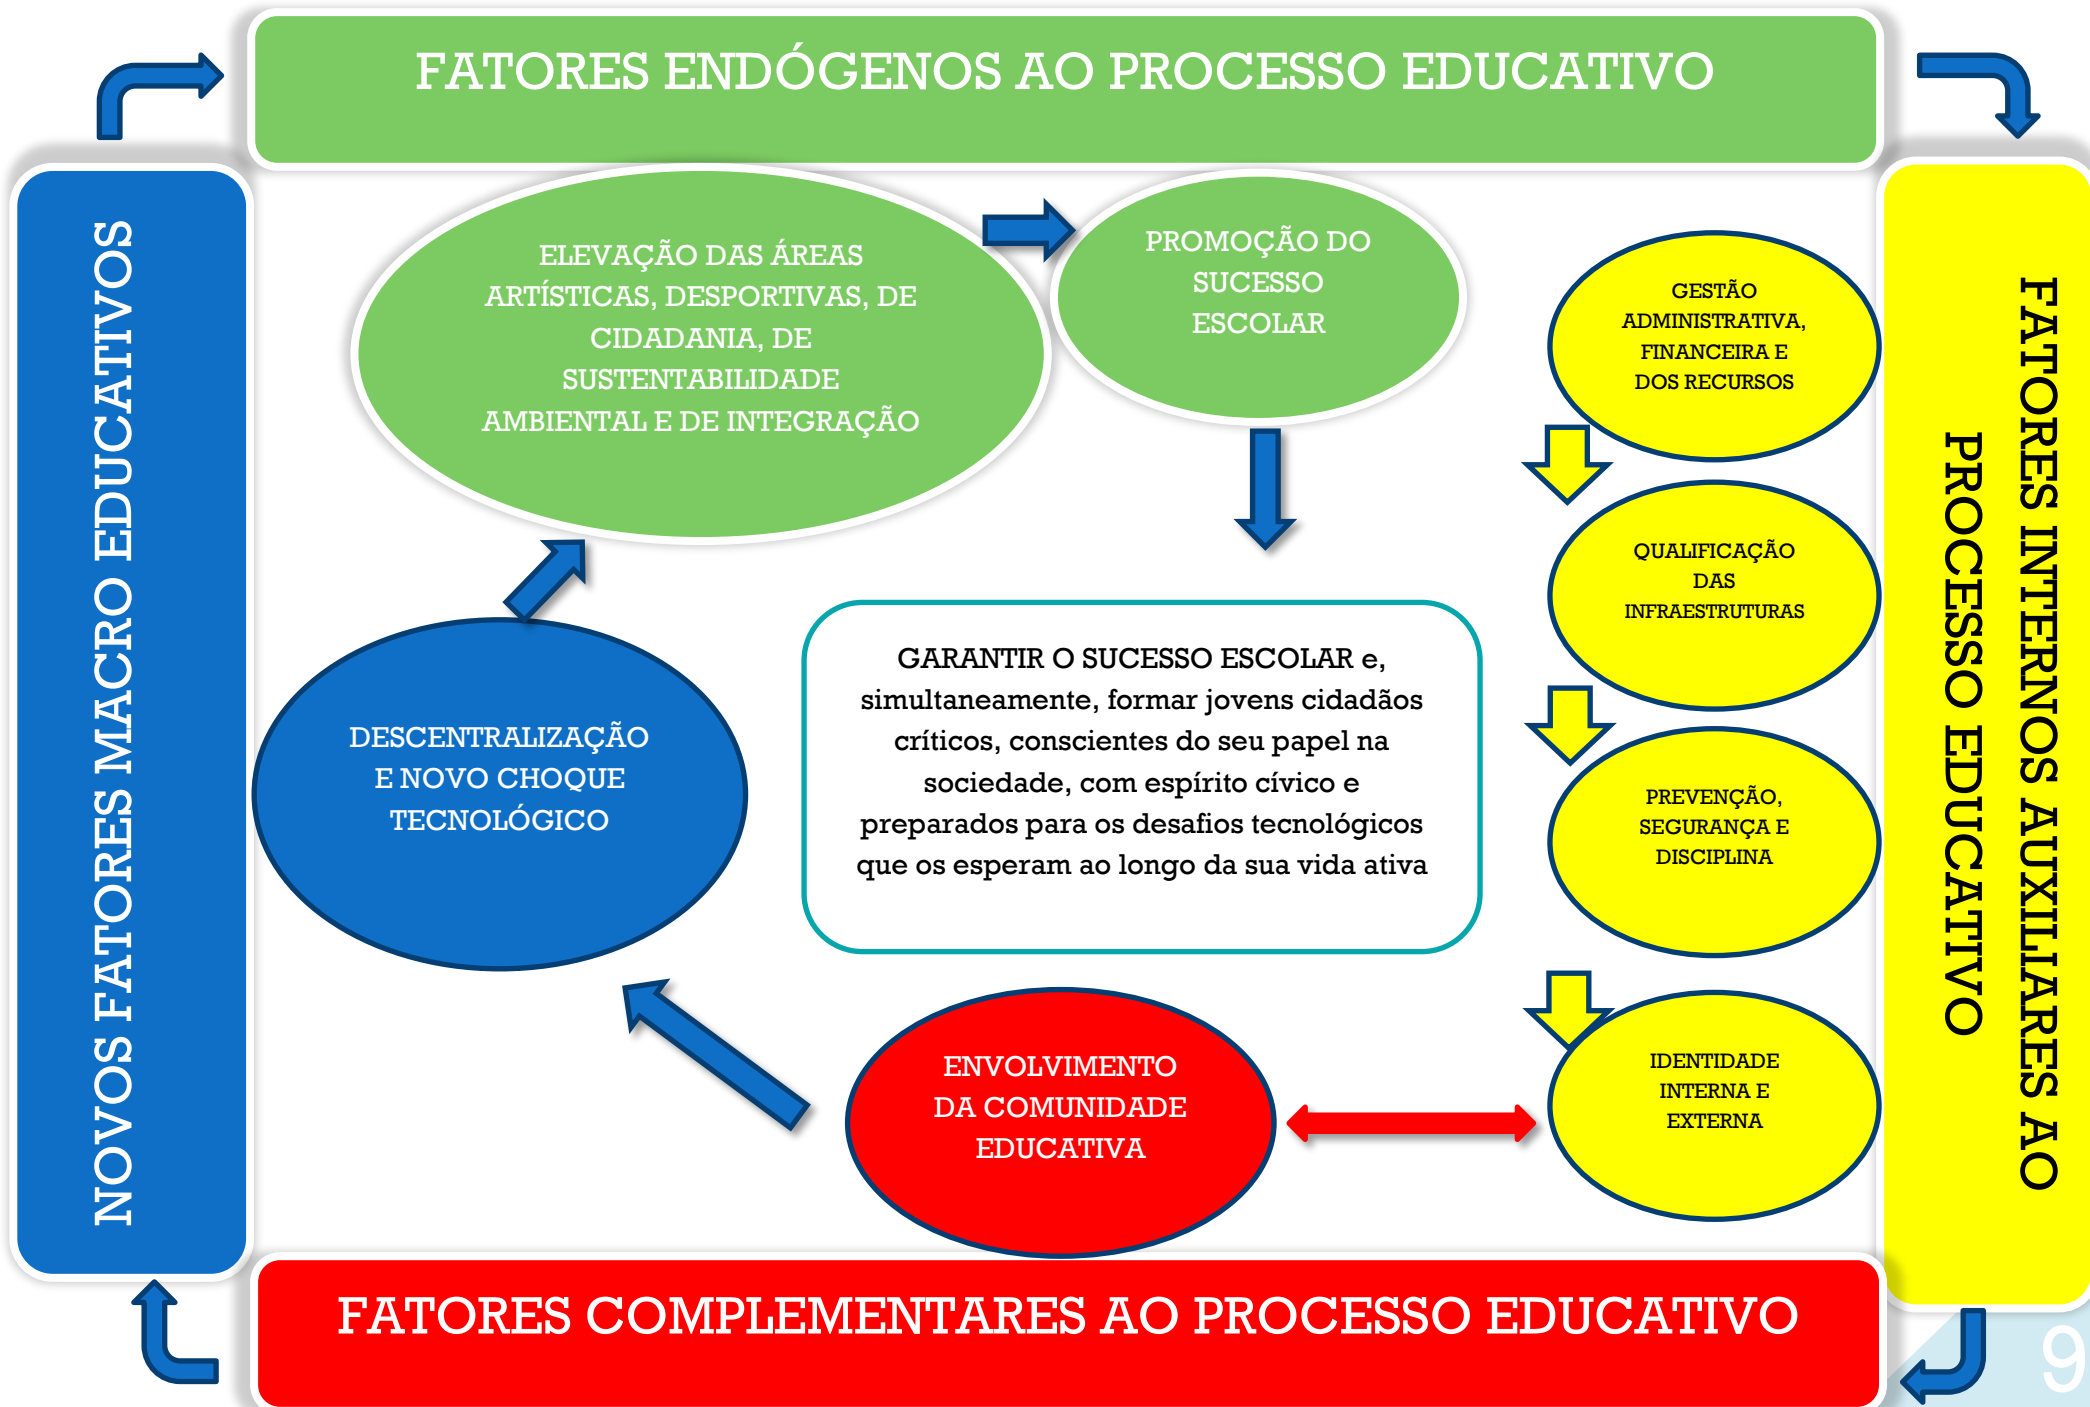 FATORES ENDÓGENOS AO PROCESSO EDUCATIVO
NOVOS FATORES MACRO EDUCATIVOS
ELEVAÇÃO DAS ÁREAS
ARTÍSTICAS, DESPORTIVAS, DE
CIDADANIA, DE
SUSTENTABILIDADE
AMBIENTAL E DE INTEGRAÇÃO
PROMOÇÃO DO
SUCESSO
ESCOLAR
GESTÃO
ADMINISTRATIVA,
FINANCEIRA E
DOS RECURSOS
QUALIFICAÇÃO
DAS
INFRAESTRUTURAS
PREVENÇÃO,
SEGURANÇA E
DISCIPLINA
IDENTIDADE
INTERNA E
EXTERNA
FATORES INTERNOS AUXILIARES AO
PROCESSO EDUCATIVO
DESCENTRALIZAÇÃO
E NOVO CHOQUE
TECNOLÓGICO
GARANTIR O SUCESSO ESCOLAR e,
simultaneamente, formar jovens cidadãos
críticos, conscientes do seu papel na
sociedade, com espírito cívico e
preparados para os desafios tecnológicos
que os esperam ao longo da sua vida ativa
ENVOLVIMENTO
DA COMUNIDADE
EDUCATIVA
FATORES COMPLEMENTARES AO PROCESSO EDUCATIVO
9